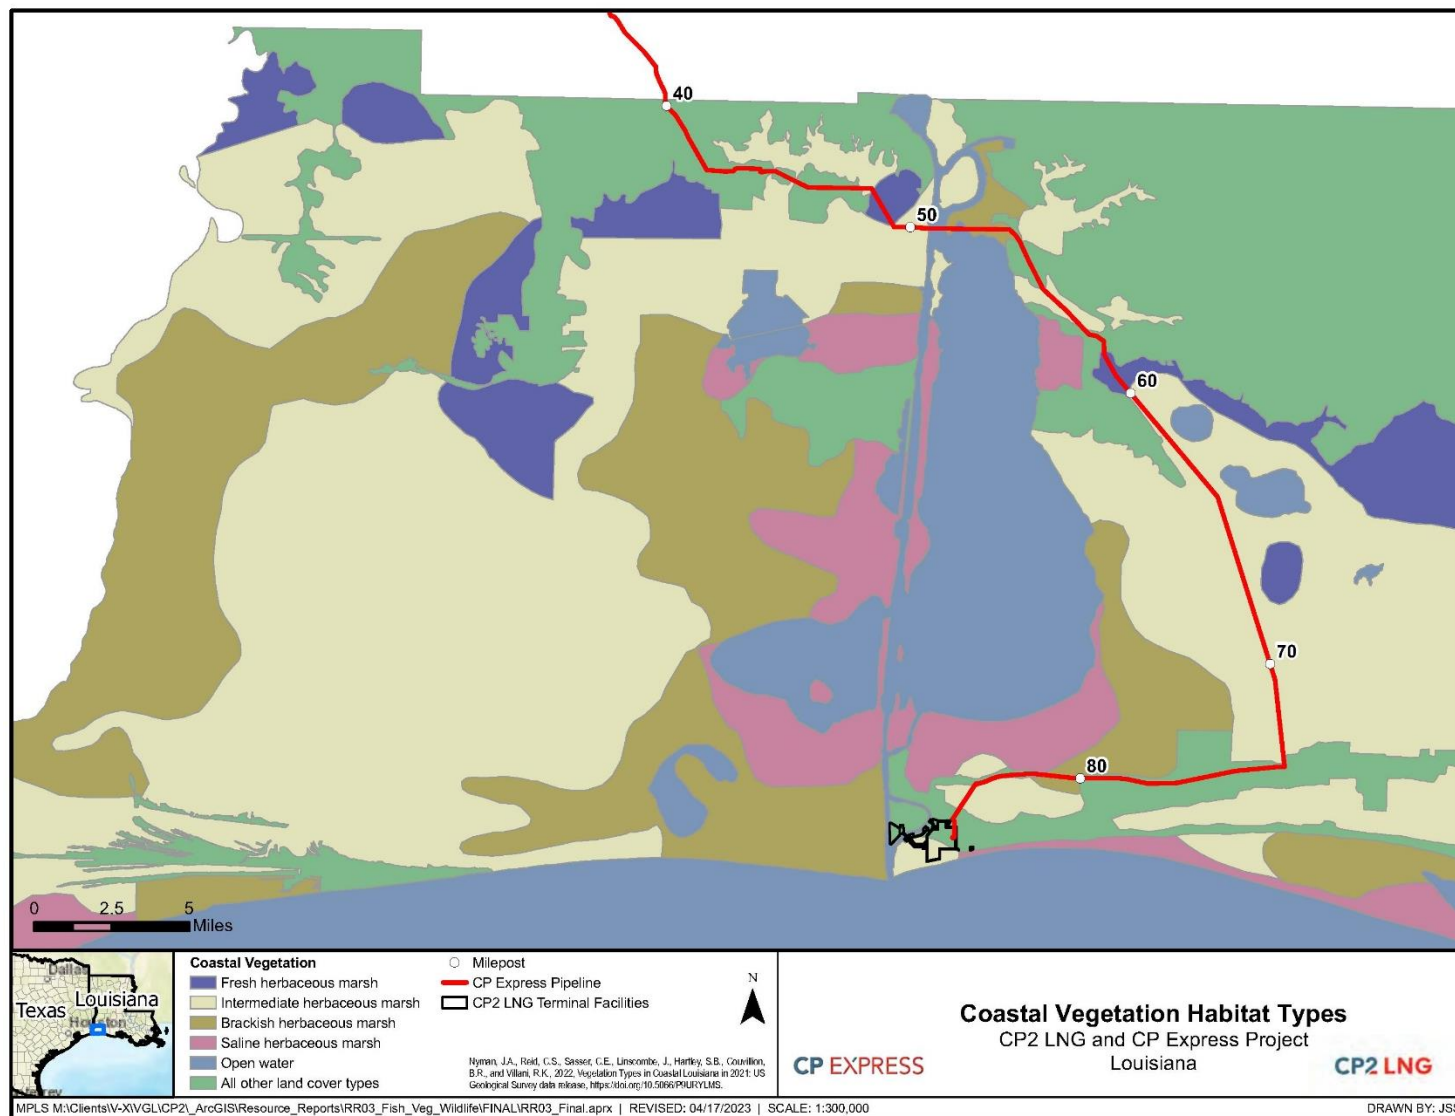 40
50
60
70
80
0 2.5 5
Miles
Dallas
Louisiana
Texas
Houston
Coastal Vegetation
Fresh herbaceous marsh
Intermediate herbaceous marsh
Brackish herbaceous marsh
Saline herbaceous marsh
Open water
All other land cover types
Milepost
CP Express Pipeline
CP2 LNG Terminal Facilities
N
Nyman, J.A., Reid, C.S., Sasser, C.E., Linscombe, J., Hartley, S.B., Couvillion,
B.R., and Villani, R.K., 2022, Vegetation Types in Coastal Louisiana in 2021: US
Geological Survey data release, https://doi.org/10.5066/P9URYLMS.
CP EXPRESS
Coastal Vegetation Habitat Types
CP2 LNG and CP Express Project
Louisiana
CP2 LNG
MPLS M:\Clients\V-X\VGL\CP2\_ArcGIS\Resource_Reports\RR03_Fish_Veg_Wildlife\FINAL\RR03_Final.aprx | REVISED: 04/17/2023 | SCALE: 1:300,000
DRAWN BY: